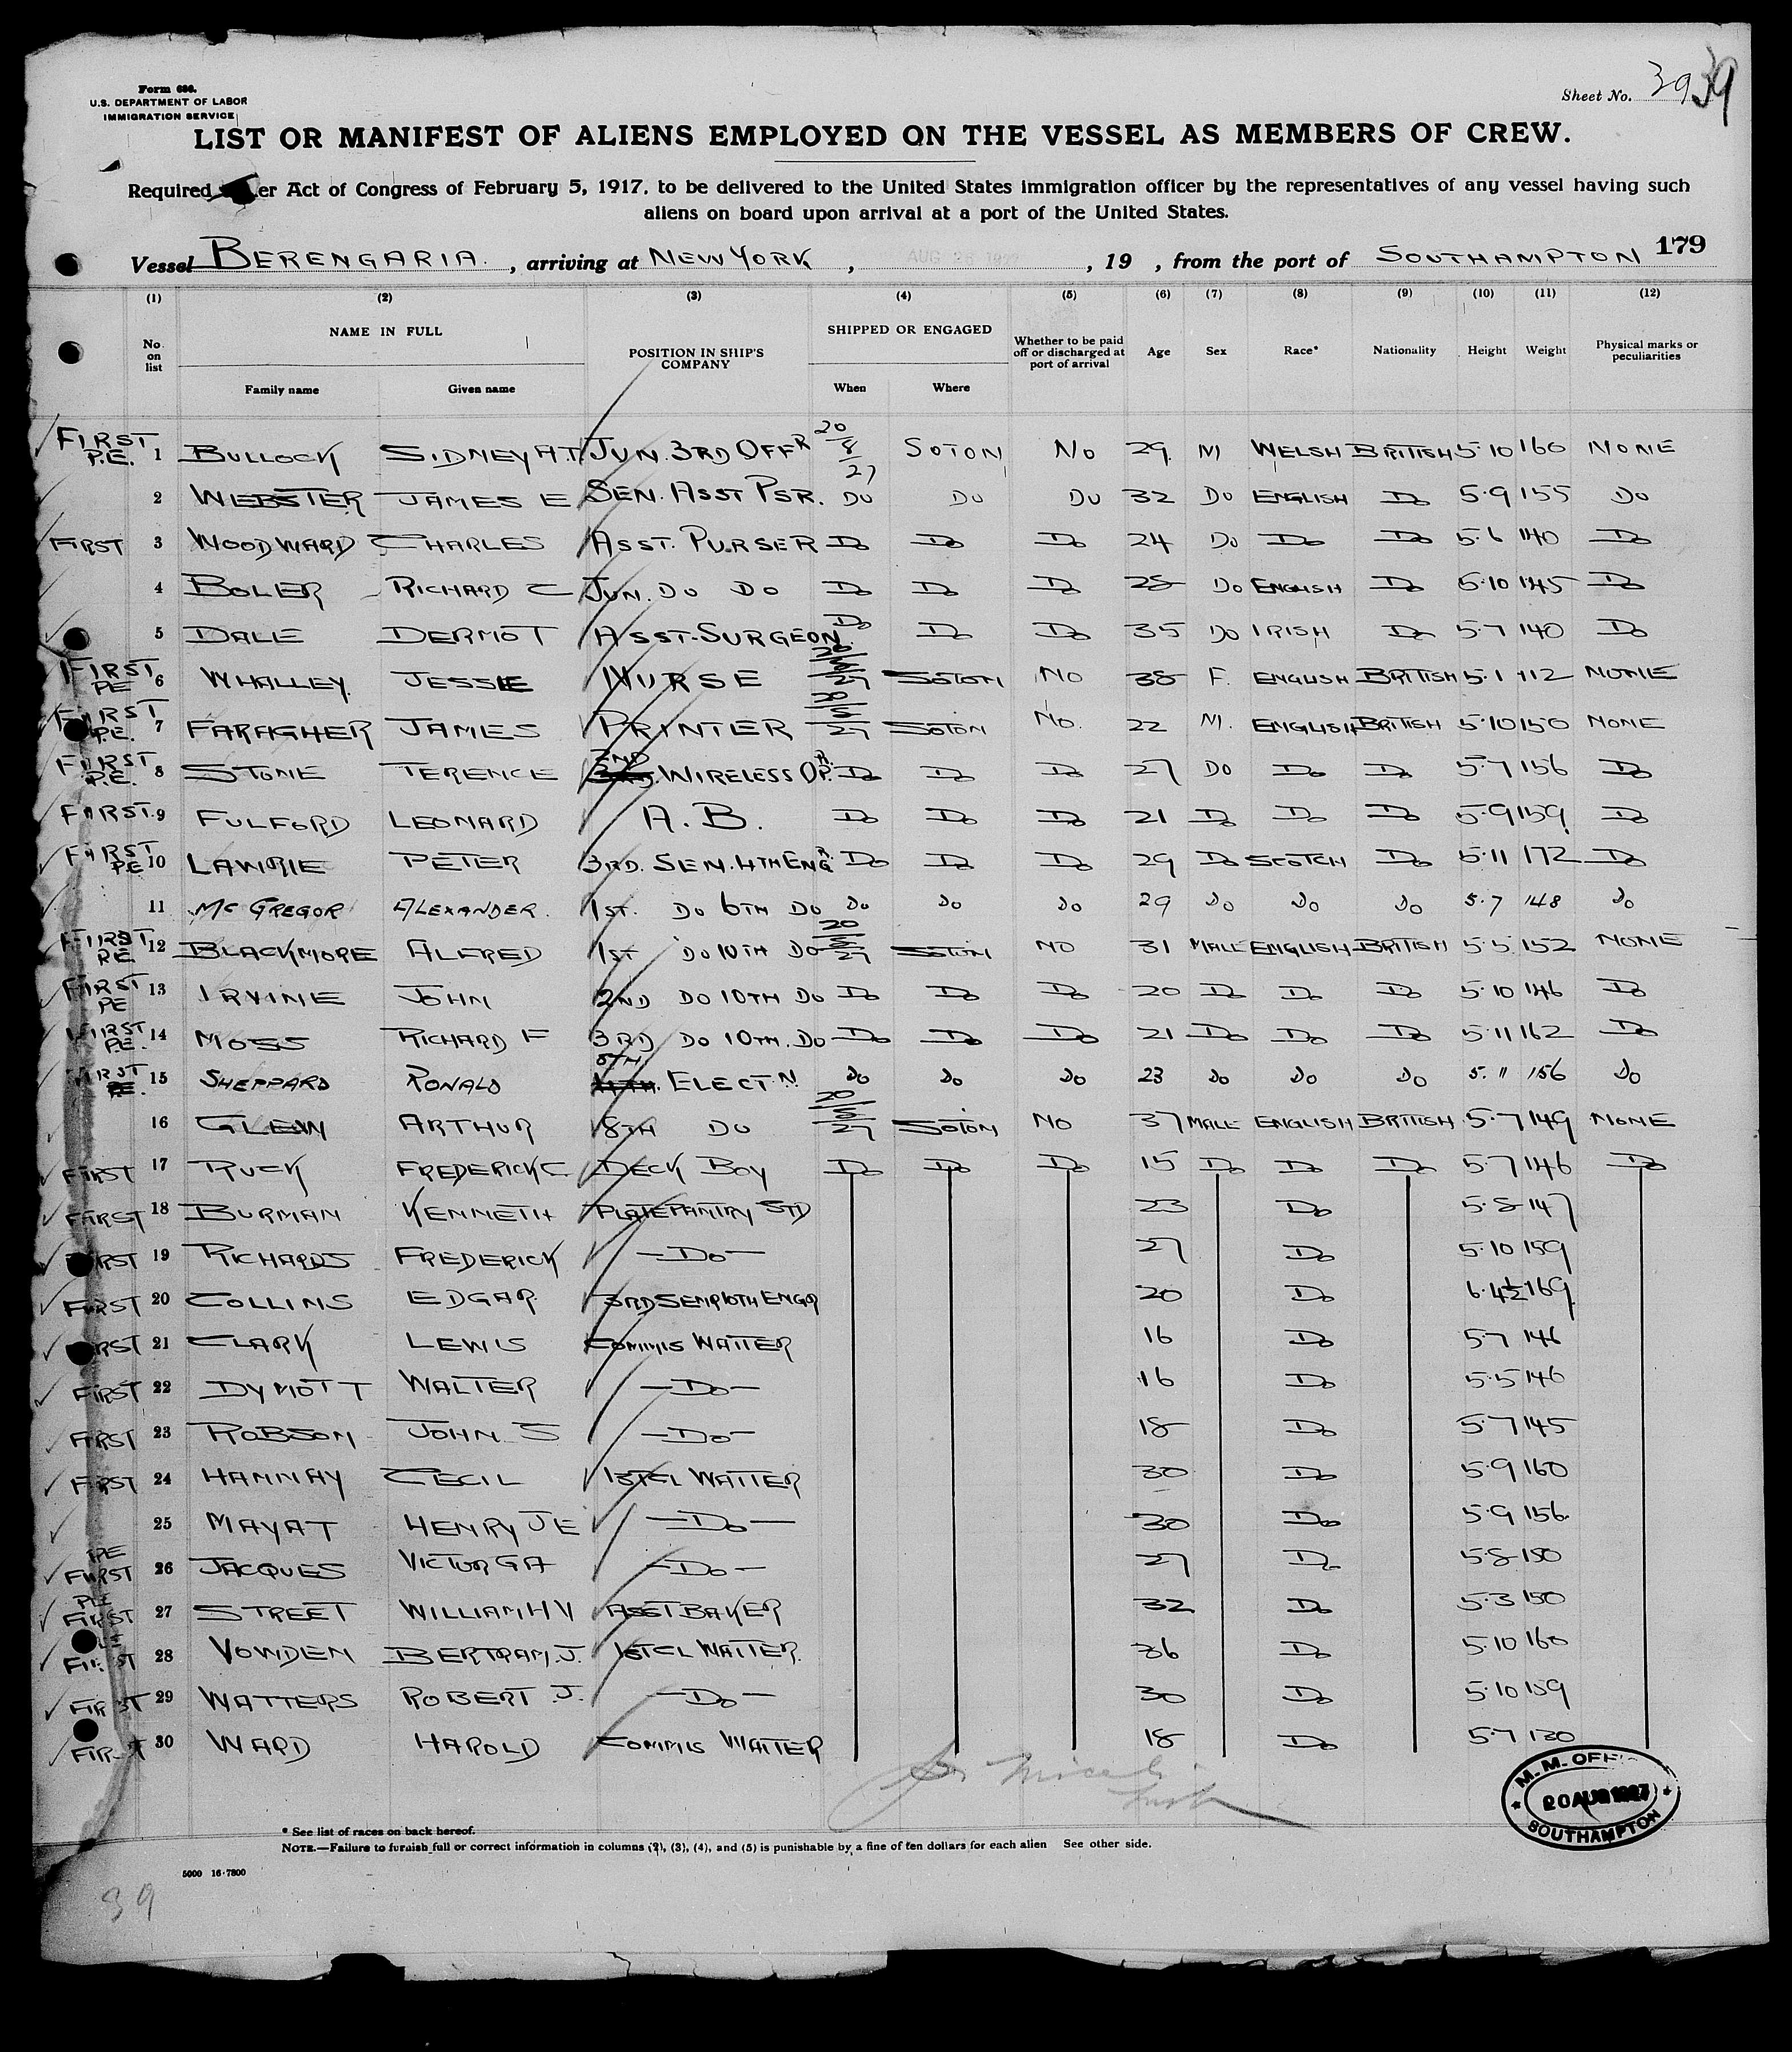 Form 686.
U.S. DEPARTMENT OF LABOR
IMMIGRATION SERVICE
Sheet No. 39 39
LIST OR MANIFEST OF ALIENS EMPLOYED ON THE VESSEL AS MEMBERS OF CREW.
Required er Act of Congress of February 5, 1917, to be delivered to the United States immigration officer by the representatives of any vessel having such
aliens on board upon arrival at a port of the United States.
179
Vessel BERENGARIA , arriving at NEW YORK , AUG , 19 , from the port of SOUTHAMPTON
(1) (2) (3) (4) (5) (6) (7) (8) (9) (10) (11) (12)
No. on list NAME IN FULL Family name Given name POSITION IN SHIP'S COMPANY SHIPPED OR ENGAGED When Where Whether to be paid off or discharged at port of arrival Age Sex Race* Nationality Height Weight Physical marks or peculiarities
FIRST P.E. 1 BULLOCK SIDNEY A.T. JUN. 3RD OFFR 20/8/27 SOTON NO 29 M WELSH BRITISH 5·10 160 NONE
2 WEBSTER JAMES E SEN. ASST PSR. DO DO DO 32 DO ENGLISH DO 5·9 155 DO
FIRST 3 WOODWARD CHARLES ASST. PURSER DO DO DO 24 DO DO DO 5·6 140 DO
4 BOLER RICHARD C JUN. DO DO DO DO DO 28 DO ENGLISH DO 5·10 145 DO
5 DALE DERMOT ASST. SURGEON DO DO DO 35 DO IRISH DO 5·7 140 DO
FIRST PE 6 WHALLEY JESSIE NURSE 20/8/27 SOTON NO 38 F. ENGLISH BRITISH 5·1 112 NONE
FIRST P.E. 7 FARAGHER JAMES PRINTER 20/8/27 SOTON NO. 22 M. ENGLISH BRITISH 5·10 150 NONE
FIRST P.E. 8 STONE TERENCE 2ND WIRELESS OPR. DO DO DO 27 DO DO DO 5·7 156 DO
FIRST 9 FULFORD LEONARD A.B. DO DO DO 21 DO DO DO 5·9 159 DO
FIRST PE 10 LAWRIE PETER 3RD. SEN. 4TH ENGR. DO DO DO 29 DO SCOTCH DO 5·11 172 DO
11 MC GREGOR ALEXANDER. 1ST. DO 6TH DO DO DO DO 29 DO DO DO 5·7 148 DO
FIRST P.E. 12 BLACKMORE ALFRED 1ST DO 10TH DO 20/8/27 SOTON NO 31 MALE ENGLISH BRITISH 5·5 152 NONE
FIRST PE 13 IRVINE JOHN 2ND DO 10TH DO DO DO DO 20 DO DO DO 5·10 146 DO
FIRST P.E. 14 MOSS RICHARD F 3RD DO 10TH. DO DO DO DO 21 DO DO DO 5·11 162 DO
FIRST PE. 15 SHEPPARD RONALD 5TH ELECT.N. DO DO DO 23 DO DO DO 5·11 156 DO
16 GLEW ARTHUR 8TH DO 20/8/27 SOTON NO 37 MALE ENGLISH BRITISH 5·7 149 NONE
FIRST 17 RUCK FREDERICK C DECK BOY DO DO DO 15 DO DO DO 5·7 146 DO
FIRST 18 BURMAN KENNETH PLATE PANTRY STD 23 DO 5·8 147
FIRST 19 RICHARDS FREDERICK —DO— 27 DO 5·10 159
FIRST 20 COLLINS EDGAR 3RD SENR 10TH ENGR 20 DO 6·4½ 169
FIRST 21 CLARK LEWIS COMMIS WAITER 16 DO 5·7 146
FIRST 22 DYMOTT WALTER —DO— 16 DO 5·5 146
FIRST 23 ROBSON JOHN S —DO— 18 DO 5·7 145
FIRST 24 HANNAY CECIL 1STCL WAITER 30 DO 5·9 160
25 MAYAT HENRY J E —DO— 30 DO 5·9 156
PE FIRST 26 JACQUES VICTOR G A —DO— 27 DO 5·8 150
PE FIRST 27 STREET WILLIAM H V ASST BAKER 32 DO 5·3 150
FIRST 28 VOWDEN BERTRAM. J. 1STCL WAITER. 36 DO 5·10 160
FIRST 29 WATTERS ROBERT J. —DO— 30 DO 5·10 159
FIRST 30 WARD HAROLD COMMIS WAITER 18 DO 5·7 130
M. M. OFFICE
20 AUG 1927
SOUTHAMPTON
* See list of races on back hereof.
NOTE.—Failure to furnish full or correct information in columns (2), (3), (4), and (5) is punishable by a fine of ten dollars for each alien See other side.
5000 16-7800
39